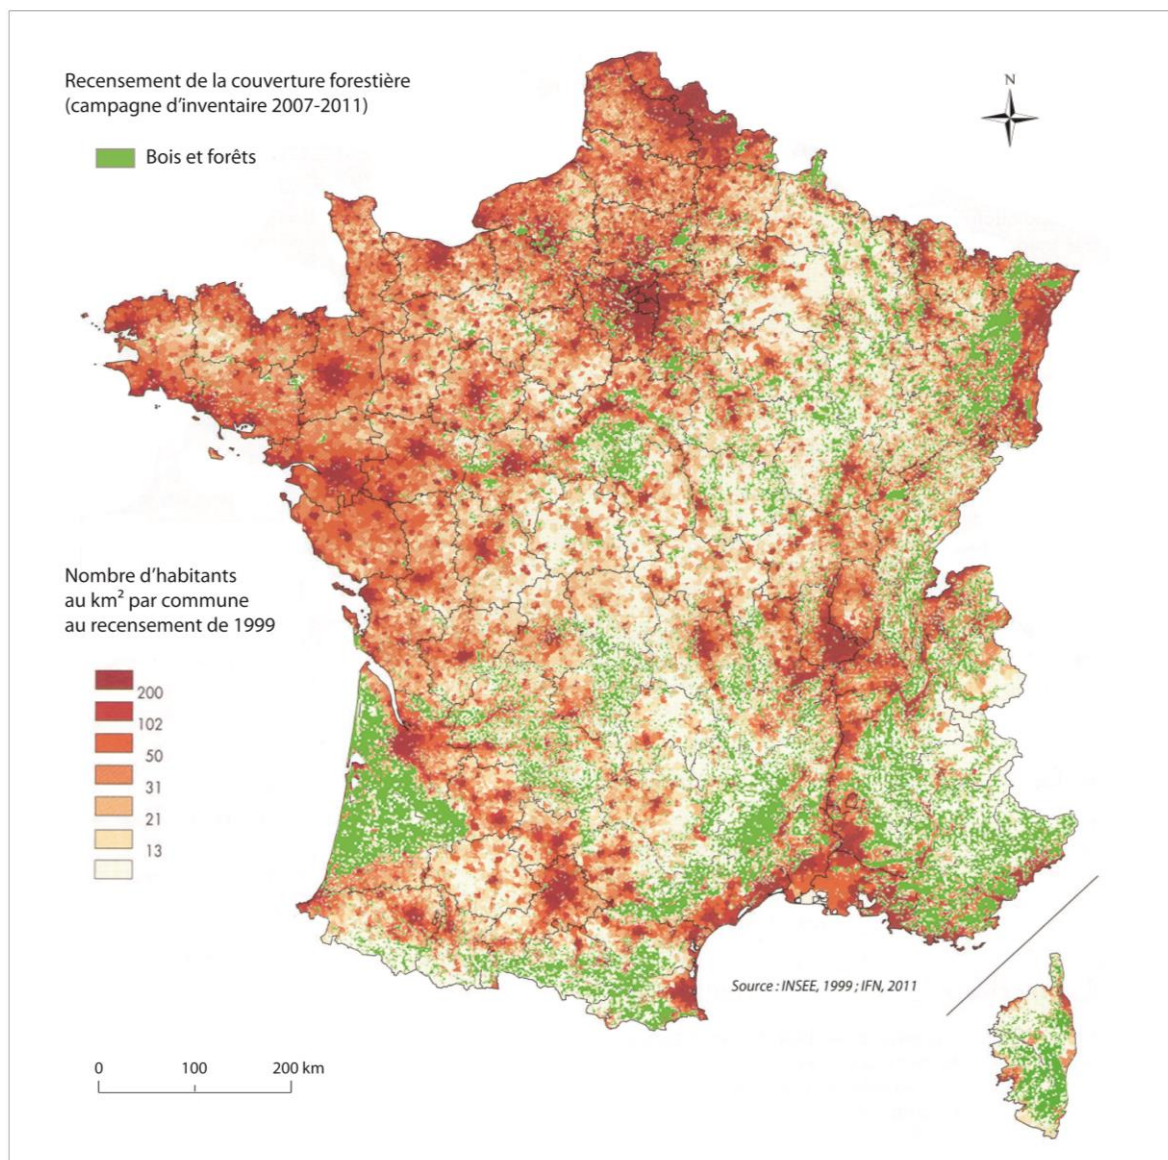 Recensement de la couverture forestière
(campagne d'inventaire 2007-2011)
Bois et forêts
N
Nombre d'habitants
au km² par commune
au recensement de 1999
200
102
50
31
21
13
Source : INSEE, 1999 ; IFN, 2011
0 100 200 km